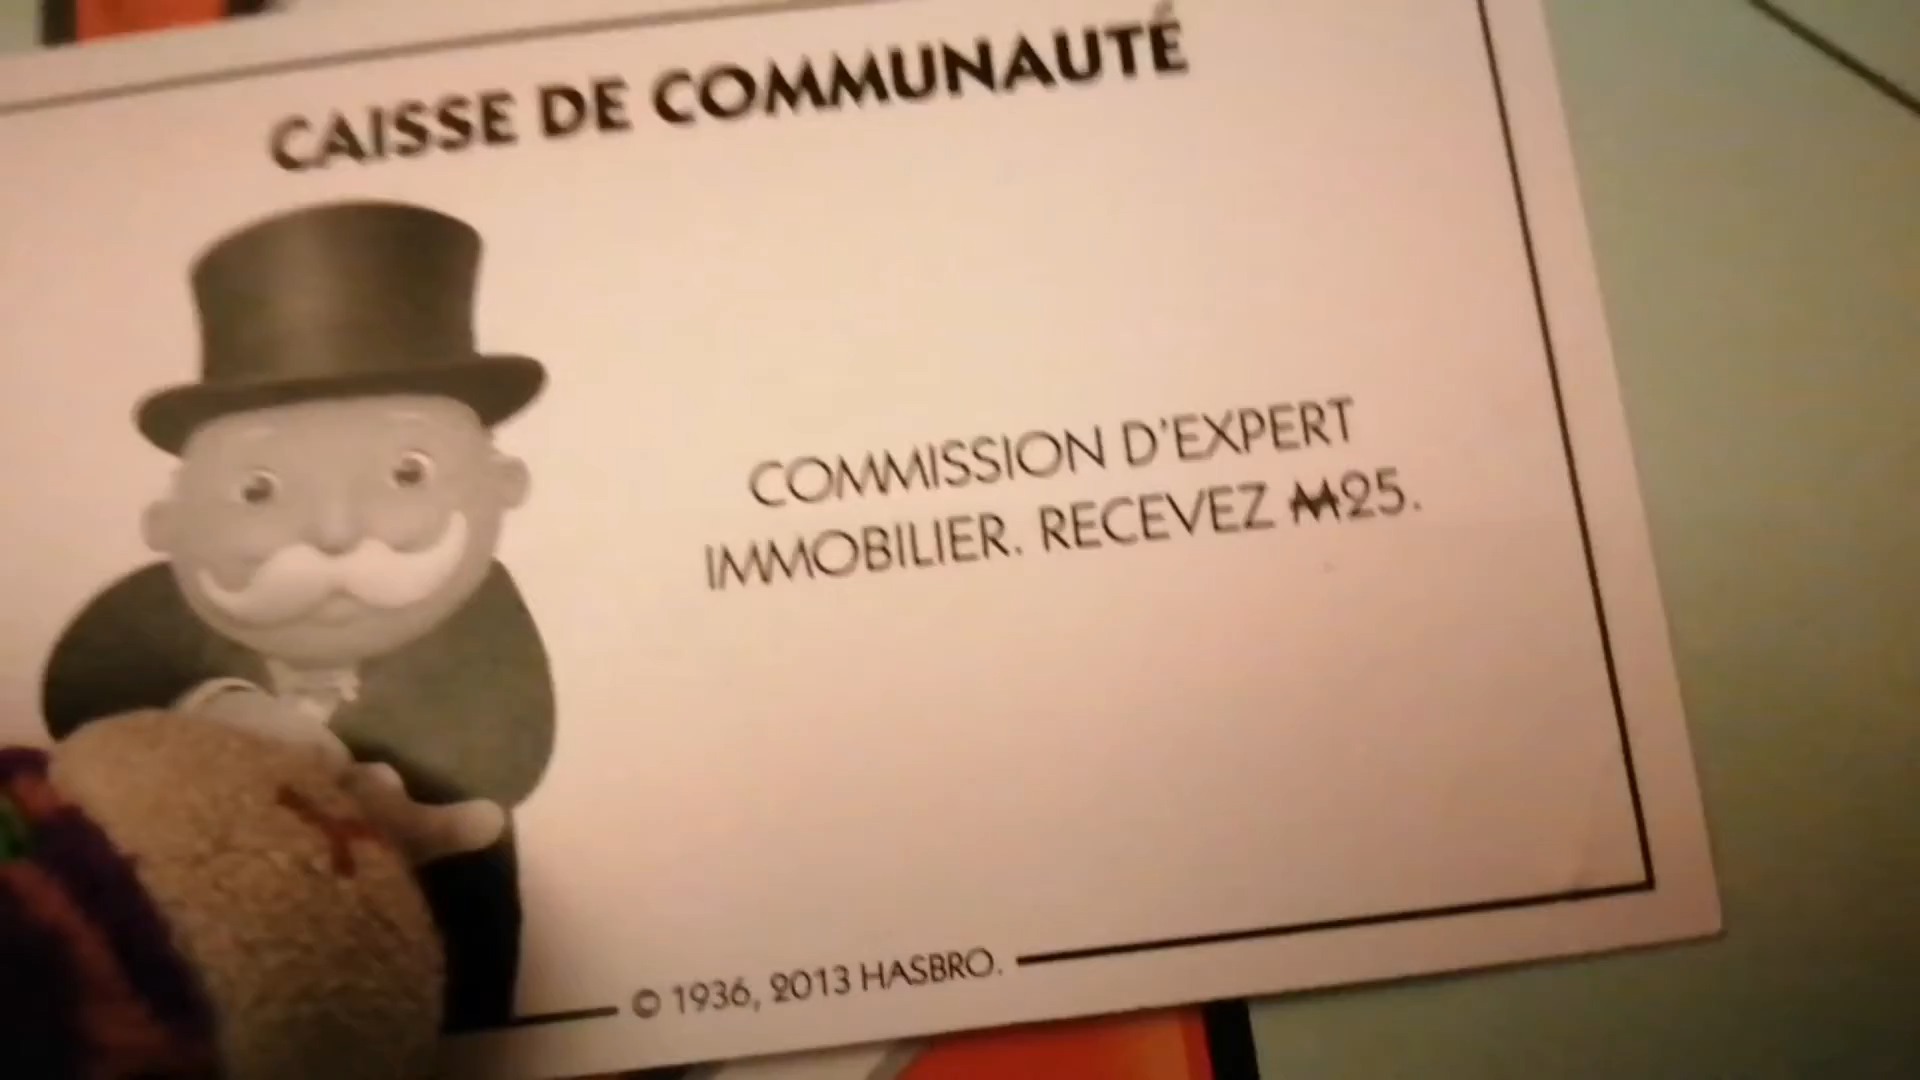 CAISSE DE COMMUNAUTÉ
COMMISSION D'EXPERT
IMMOBILIER. RECEVEZ M25.
© 1936, 2013 HASBRO.